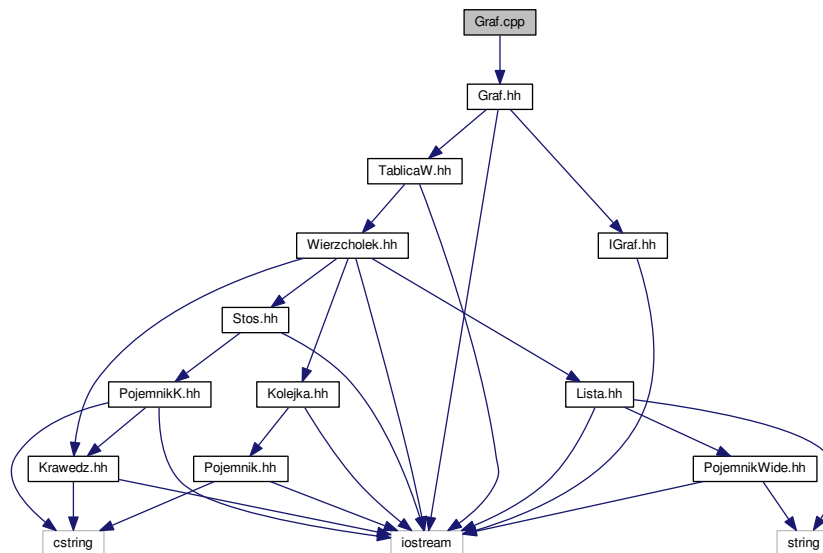 Graf.cpp
Graf.hh
TablicaW.hh
Wierzcholek.hh
IGraf.hh
Stos.hh
PojemnikK.hh
Kolejka.hh
Lista.hh
Krawedz.hh
Pojemnik.hh
PojemnikWide.hh
cstring
iostream
string